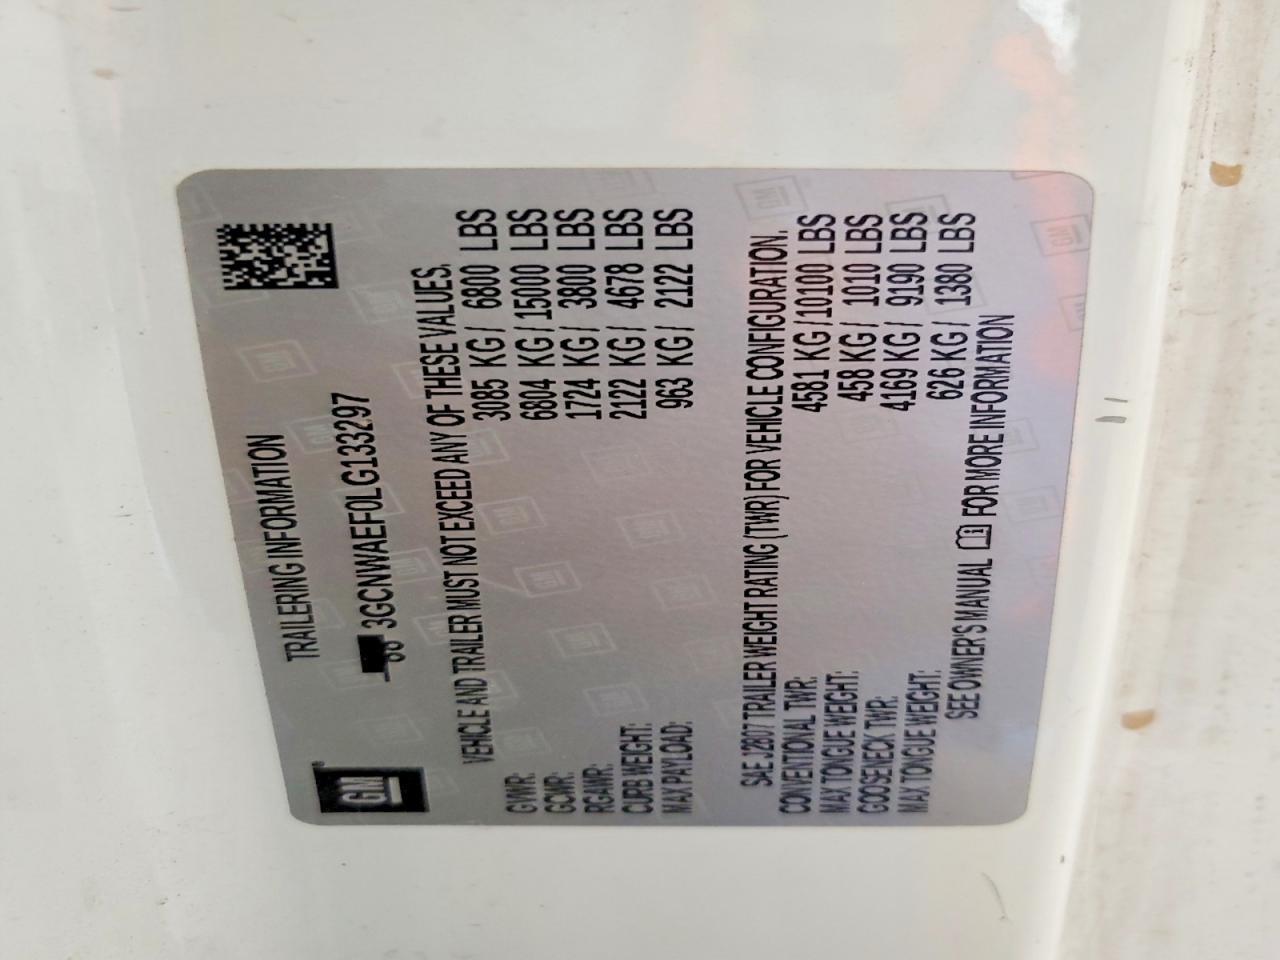 GM
TRAILERING INFORMATION
3GCNWAEF0LG133297
VEHICLE AND TRAILER MUST NOT EXCEED ANY OF THESE VALUES.
GVWR: 3085 KG / 6800 LBS
GCWR: 6804 KG / 15000 LBS
RGAWR: 1724 KG / 3800 LBS
CURB WEIGHT: 2122 KG / 4678 LBS
MAX PAYLOAD: 963 KG / 2122 LBS
SAE J2807 TRAILER WEIGHT RATING (TWR) FOR VEHICLE CONFIGURATION.
CONVENTIONAL TWR: 4581 KG / 10100 LBS
MAX TONGUE WEIGHT: 458 KG / 1010 LBS
GOOSENECK TWR: 4169 KG / 9190 LBS
MAX TONGUE WEIGHT: 626 KG / 1380 LBS
SEE OWNER'S MANUAL FOR MORE INFORMATION